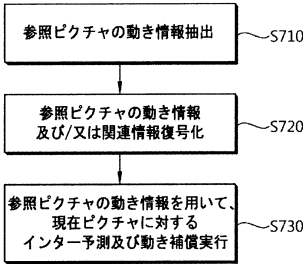 参照ピクチャの動き情報抽出
S710
参照ピクチャの動き情報
及び/又は関連情報復号化
S720
参照ピクチャの動き情報を用いて、
現在ピクチャに対する
インター予測及び動き補償実行
S730